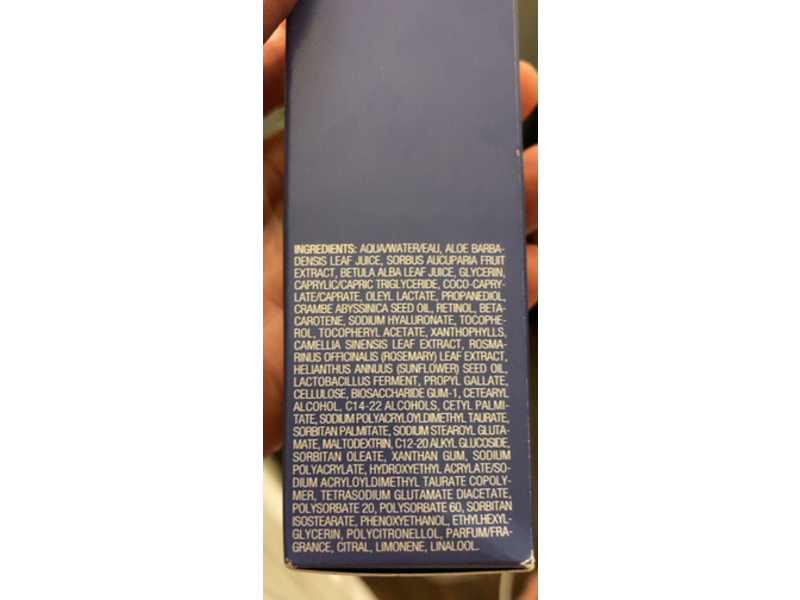 INGREDIENTS: AQUA/WATER/EAU, ALOE BARBA-
DENSIS LEAF JUICE, SORBUS AUCUPARIA FRUIT
EXTRACT, BETULA ALBA LEAF JUICE, GLYCERIN,
CAPRYLIC/CAPRIC TRIGLYCERIDE, COCO-CAPRY-
LATE/CAPRATE, OLEYL LACTATE, PROPANEDIOL,
CRAMBE ABYSSINICA SEED OIL, RETINOL, BETA-
CAROTENE, SODIUM HYALURONATE, TOCOPHE-
ROL, TOCOPHERYL ACETATE, XANTHOPHYLLS,
CAMELLIA SINENSIS LEAF EXTRACT, ROSMA-
RINUS OFFICINALIS (ROSEMARY) LEAF EXTRACT,
HELIANTHUS ANNUUS (SUNFLOWER) SEED OIL,
LACTOBACILLUS FERMENT, PROPYL GALLATE,
CELLULOSE, BIOSACCHARIDE GUM-1, CETEARYL
ALCOHOL, C14-22 ALCOHOLS, CETYL PALMI-
TATE, SODIUM POLYACRYLOYLDIMETHYL TAURATE,
SORBITAN PALMITATE, SODIUM STEAROYL GLUTA-
MATE, MALTODEXTRIN, C12-20 ALKYL GLUCOSIDE,
SORBITAN OLEATE, XANTHAN GUM, SODIUM
POLYACRYLATE, HYDROXYETHYL ACRYLATE/SO-
DIUM ACRYLOYLDIMETHYL TAURATE COPOLY-
MER, TETRASODIUM GLUTAMATE DIACETATE,
POLYSORBATE 20, POLYSORBATE 60, SORBITAN
ISOSTEARATE, PHENOXYETHANOL, ETHYLHEXYL-
GLYCERIN, POLYCITRONELLOL, PARFUM/FRA-
GRANCE, CITRAL, LIMONENE, LINALOOL.